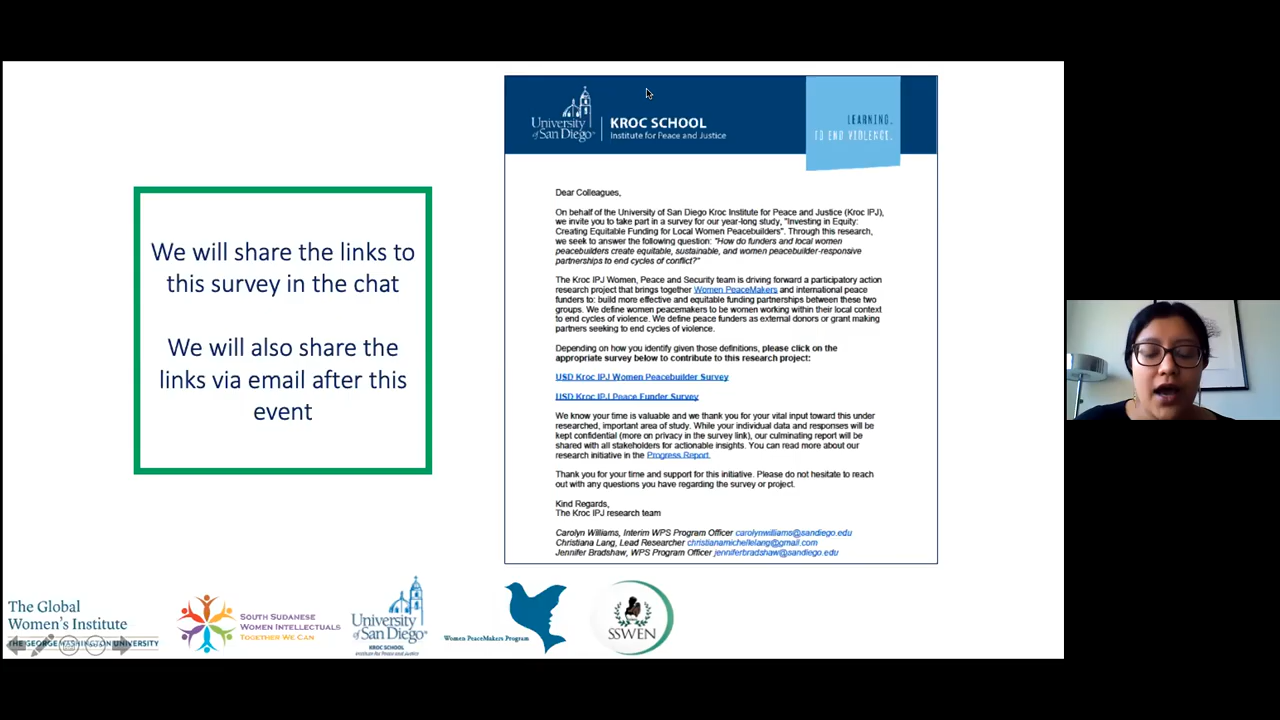 We will share the links to
this survey in the chat
We will also share the
links via email after this
event
University
of San Diego
KROC SCHOOL
Institute for Peace and Justice
LEARNING.
TO END VIOLENCE.
Dear Colleagues,
On behalf of the University of San Diego Kroc Institute for Peace and Justice (Kroc IPJ),
we invite you to take part in a survey for our year-long study, "Investing in Equity:
Creating Equitable Funding for Local Women Peacebuilders". Through this research,
we seek to answer the following question: "How do funders and local women
peacebuilders create equitable, sustainable, and women peacebuilder-responsive
partnerships to end cycles of conflict?"
The Kroc IPJ Women, Peace and Security team is driving forward a participatory action
research project that brings together Women PeaceMakers and international peace
funders to: build more effective and equitable funding partnerships between these two
groups. We define women peacemakers to be women working within their local context
to end cycles of violence. We define peace funders as external donors or grant making
partners seeking to end cycles of violence.
Depending on how you identify given those definitions, please click on the
appropriate survey below to contribute to this research project:
USD Kroc IPJ Women Peacebuilder Survey
USD Kroc IPJ Peace Funder Survey
We know your time is valuable and we thank you for your vital input toward this under
researched, important area of study. While your individual data and responses will be
kept confidential (more on privacy in the survey link), our culminating report will be
shared with all stakeholders for actionable insights. You can read more about our
research initiative in the Progress Report.
Thank you for your time and support for this initiative. Please do not hesitate to reach
out with any questions you have regarding the survey or project.
Kind Regards,
The Kroc IPJ research team
Carolyn Williams, Interim WPS Program Officer carolynwilliams@sandiego.edu
Christiana Lang, Lead Researcher christianamichellelang@gmail.com
Jennifer Bradshaw, WPS Program Officer jenniferbradshaw@sandiego.edu
The Global
Women's Institute
THE GEORGE WASHINGTON UNIVERSITY
SOUTH SUDANESE
WOMEN INTELLECTUALS
TOGETHER WE CAN
University
of San Diego
KROC SCHOOL
Institute for Peace and Justice
Women PeaceMakers Program
SSWEN